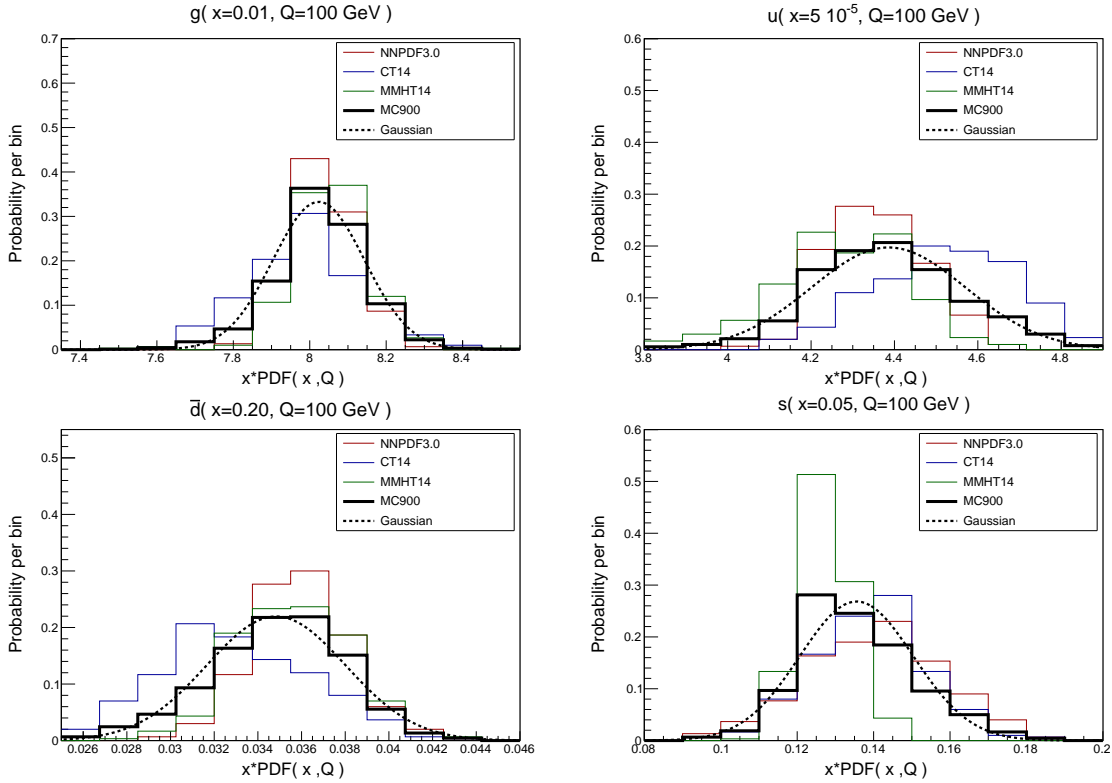 g( x=0.01, Q=100 GeV )
Probability per bin
0.7
0.6
0.5
0.4
0.3
0.2
0.1
0
NNPDF3.0
CT14
MMHT14
MC900
Gaussian
7.4 7.6 7.8 8 8.2 8.4
x*PDF( x ,Q)
u( x=5 10-5, Q=100 GeV )
Probability per bin
0.6
0.5
0.4
0.3
0.2
0.1
0
NNPDF3.0
CT14
MMHT14
MC900
Gaussian
3.8 4 4.2 4.4 4.6 4.8
x*PDF( x ,Q)
d̅( x=0.20, Q=100 GeV )
Probability per bin
0.5
0.4
0.3
0.2
0.1
0
NNPDF3.0
CT14
MMHT14
MC900
Gaussian
0.026 0.028 0.03 0.032 0.034 0.036 0.038 0.04 0.042 0.044 0.046
x*PDF( x ,Q)
s( x=0.05, Q=100 GeV )
Probability per bin
0.6
0.5
0.4
0.3
0.2
0.1
0
NNPDF3.0
CT14
MMHT14
MC900
Gaussian
0.08 0.1 0.12 0.14 0.16 0.18 0.2
x*PDF( x ,Q)